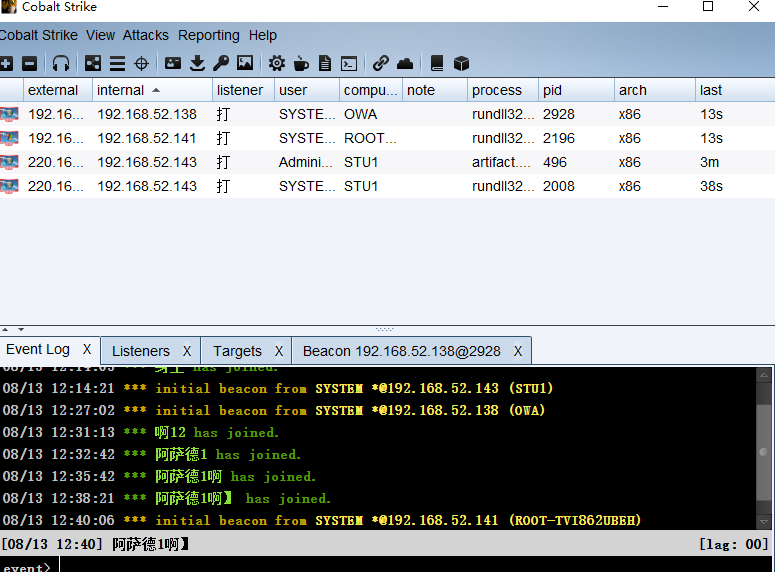 Cobalt Strike
Cobalt Strike View Attacks Reporting Help
external internal listener user compu... note process pid arch last
192.16... 192.168.52.138 打 SYSTE... OWA rundll32... 2928 x86 13s
192.16... 192.168.52.141 打 SYSTE... ROOT... rundll32... 2196 x86 13s
220.16... 192.168.52.143 打 Admini... STU1 artifact.... 496 x86 3m
220.16... 192.168.52.143 打 SYSTE... STU1 rundll32... 2008 x86 38s
Event Log X Listeners X Targets X Beacon 192.168.52.138@2928 X
*** has joined.
08/13 12:14:21 *** initial beacon from SYSTEM *@192.168.52.143 (STU1)
08/13 12:27:02 *** initial beacon from SYSTEM *@192.168.52.138 (OWA)
08/13 12:31:13 *** 啊12 has joined.
08/13 12:32:42 *** 阿萨德1 has joined.
08/13 12:35:42 *** 阿萨德1啊 has joined.
08/13 12:38:21 *** 阿萨德1啊】 has joined.
08/13 12:40:06 *** initial beacon from SYSTEM *@192.168.52.141 (ROOT-TVI862UBEH)
[08/13 12:40] 阿萨德1啊】 [lag: 00]
event>